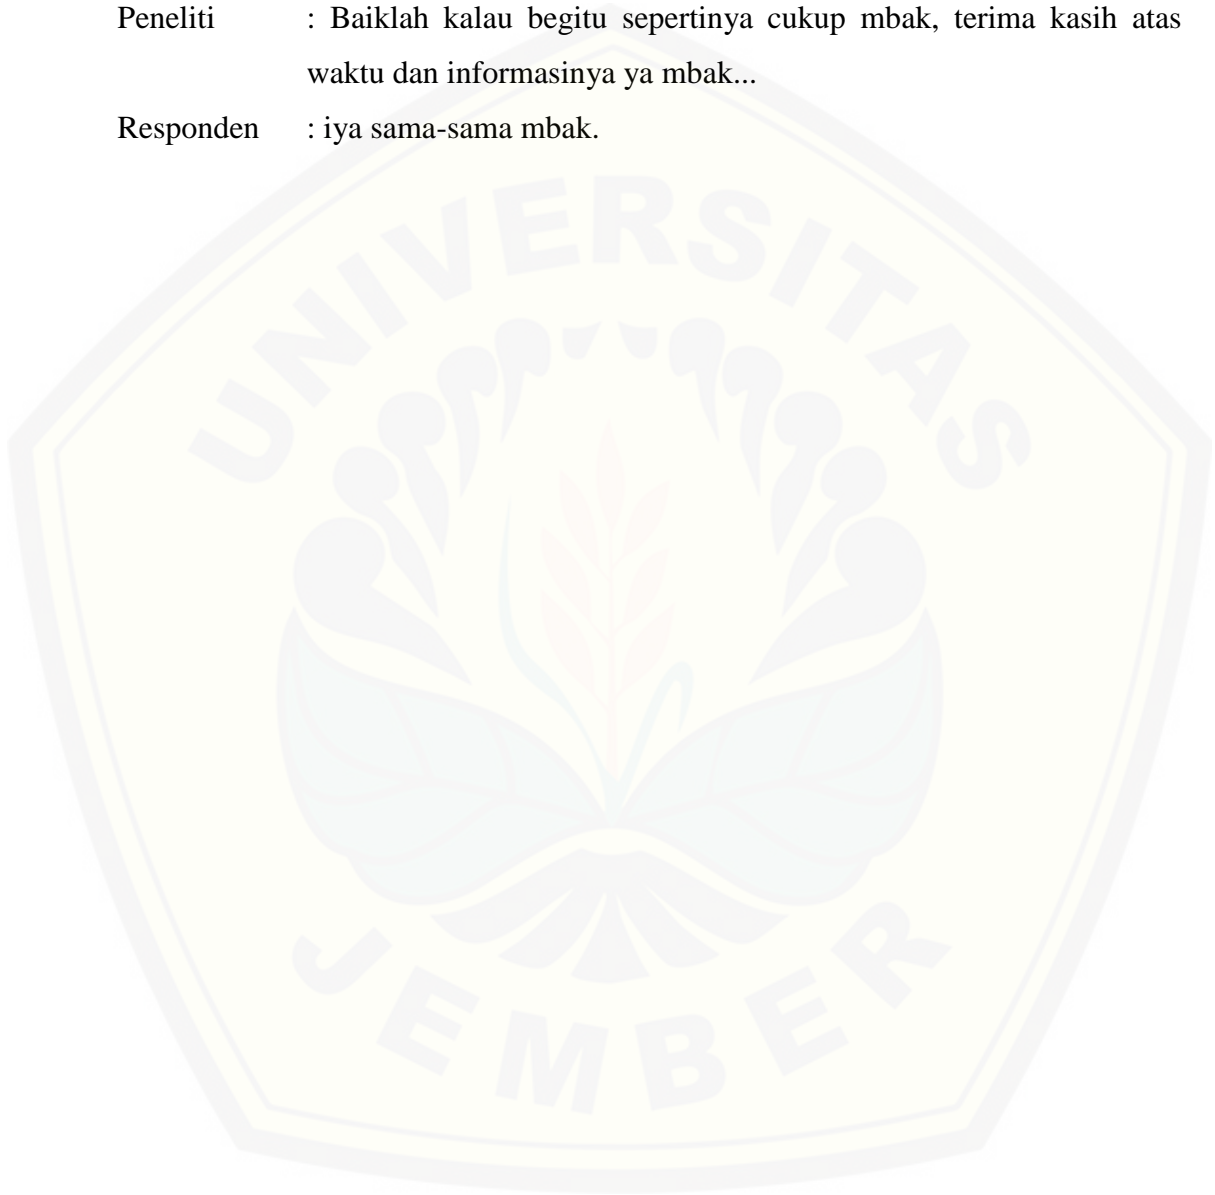 Peneliti : Baiklah kalau begitu sepertinya cukup mbak, terima kasih atas
waktu dan informasinya ya mbak...
Responden : iya sama-sama mbak.
UNIVERSITAS
JEMBER